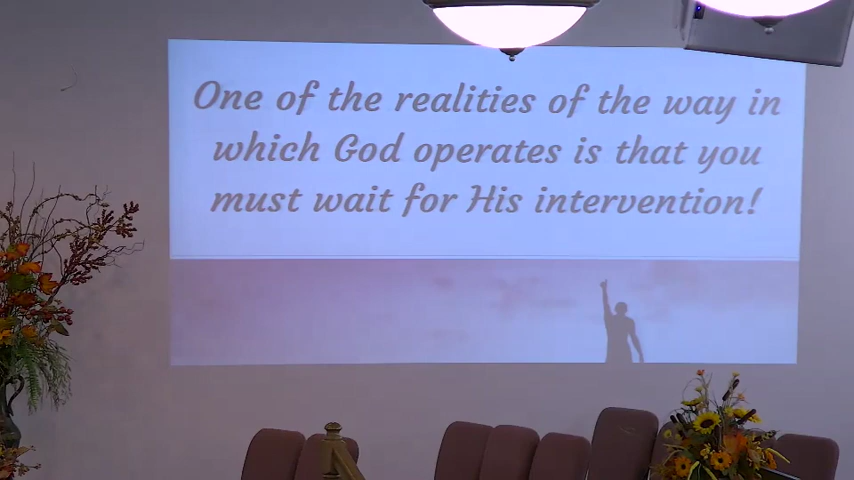 One of the realities of the way in
which God operates is that you
must wait for His intervention!